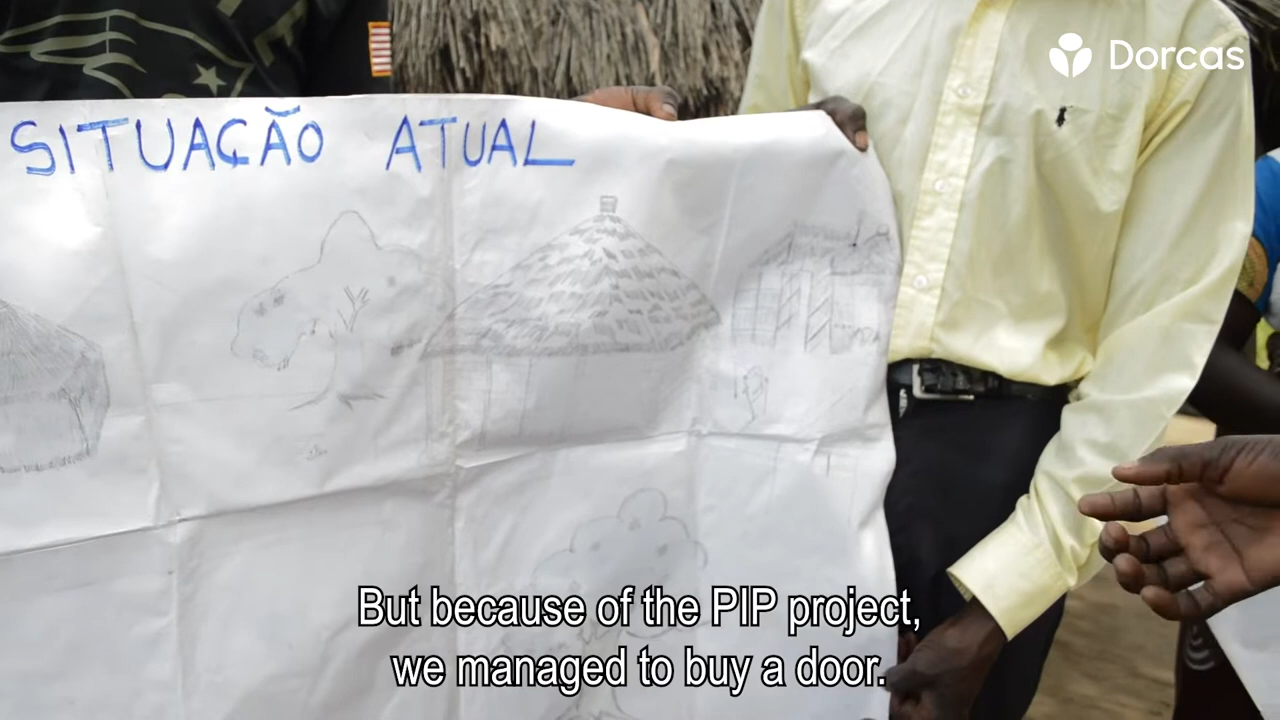 Dorcas
SITUAÇÃO ATUAL
But because of the PIP project,
we managed to buy a door.